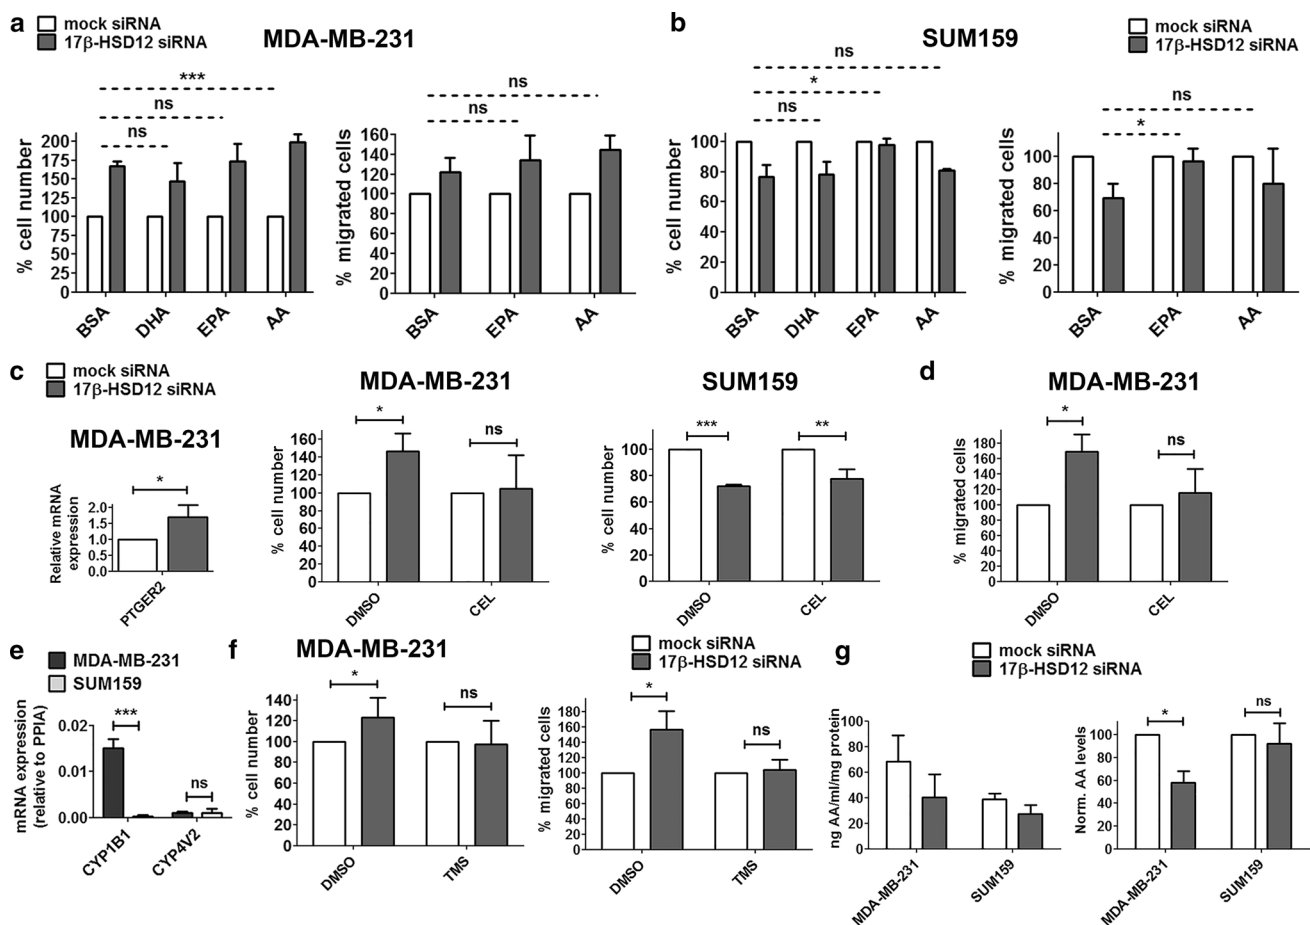 a
mock siRNA
17β-HSD12 siRNA
MDA-MB-231
***
ns
ns
% cell number
200
175
150
125
100
75
50
25
0
BSA
DHA
EPA
AA
ns
ns
% migrated cells
160
140
120
100
80
60
40
20
0
BSA
EPA
AA
b
SUM159
mock siRNA
17β-HSD12 siRNA
ns
*
ns
% cell number
100
80
60
40
20
0
BSA
DHA
EPA
AA
ns
*
% migrated cells
100
80
60
40
20
0
BSA
EPA
AA
c
mock siRNA
17β-HSD12 siRNA
MDA-MB-231
*
Relative mRNA
expression
2.0
1.5
1.0
0.5
0.0
PTGER2
MDA-MB-231
*
ns
% cell number
160
140
120
100
80
60
40
20
0
DMSO
CEL
SUM159
***
**
% cell number
100
80
60
40
20
0
DMSO
CEL
d
MDA-MB-231
*
ns
% migrated cells
180
160
140
120
100
80
60
40
20
0
DMSO
CEL
e
MDA-MB-231
SUM159
***
ns
mRNA expression
(relative to PPIA)
0.02
0.01
0.00
CYP1B1
CYP4V2
f
MDA-MB-231
mock siRNA
17β-HSD12 siRNA
*
ns
% cell number
140
120
100
80
60
40
20
0
DMSO
TMS
*
ns
% migrated cells
180
160
140
120
100
80
60
40
20
0
DMSO
TMS
g
mock siRNA
17β-HSD12 siRNA
ng AA/ml/mg protein
100
80
60
40
20
0
MDA-MB-231
SUM159
*
ns
Norm. AA levels
100
80
60
40
20
0
MDA-MB-231
SUM159